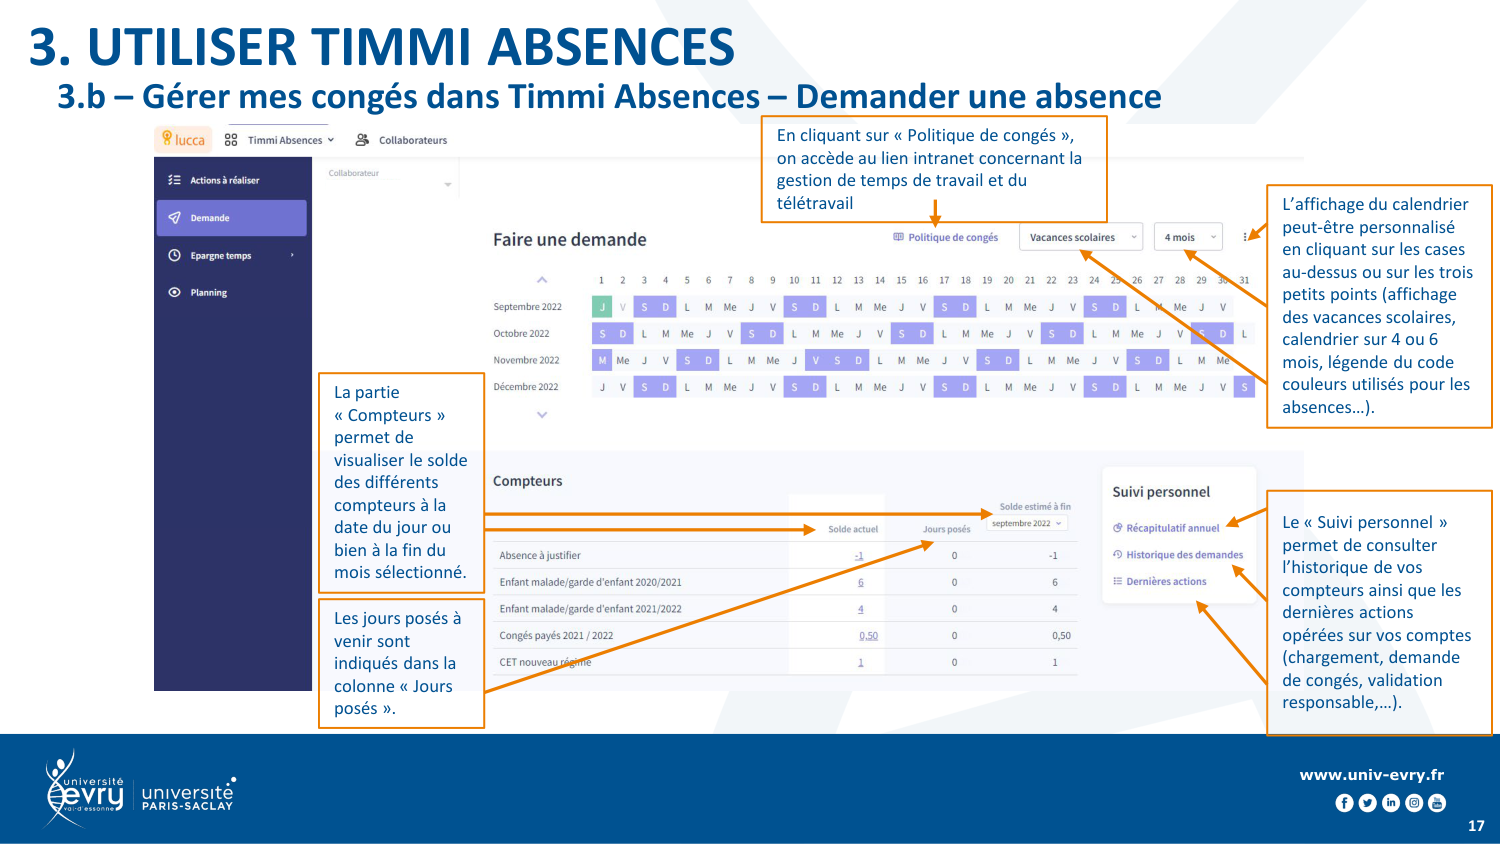 3. UTILISER TIMMI ABSENCES
3.b – Gérer mes congés dans Timmi Absences – Demander une absence
lucca
Timmi Absences
Collaborateurs
En cliquant sur « Politique de congés »,
on accède au lien intranet concernant la
gestion de temps de travail et du
télétravail
Actions à réaliser
Demande
Epargne temps
Planning
Collaborateur
Faire une demande
Politique de congés
Vacances scolaires
4 mois
L'affichage du calendrier
peut-être personnalisé
en cliquant sur les cases
au-dessus ou sur les trois
petits points (affichage
des vacances scolaires,
calendrier sur 4 ou 6
mois, légende du code
couleurs utilisés pour les
absences…).
1 2 3 4 5 6 7 8 9 10 11 12 13 14 15 16 17 18 19 20 21 22 23 24 25 26 27 28 29 30 31
Septembre 2022 J V S D L M Me J V S D L M Me J V S D L M Me J V S D L M Me J V
Octobre 2022 S D L M Me J V S D L M Me J V S D L M Me J V S D L M Me J V S D L
Novembre 2022 M Me J V S D L M Me J V S D L M Me J V S D L M Me J V S D L M Me
Décembre 2022 J V S D L M Me J V S D L M Me J V S D L M Me J V S D L M Me J V S
La partie
« Compteurs »
permet de
visualiser le solde
des différents
compteurs à la
date du jour ou
bien à la fin du
mois sélectionné.
Les jours posés à
venir sont
indiqués dans la
colonne « Jours
posés ».
Compteurs
Solde actuel
Jours posés
Solde estimé à fin
septembre 2022
Absence à justifier -1 0 -1
Enfant malade/garde d'enfant 2020/2021 6 0 6
Enfant malade/garde d'enfant 2021/2022 4 0 4
Congés payés 2021 / 2022 0,50 0 0,50
CET nouveau régime 1 0 1
Suivi personnel
Récapitulatif annuel
Historique des demandes
Dernières actions
Le « Suivi personnel »
permet de consulter
l'historique de vos
compteurs ainsi que les
dernières actions
opérées sur vos comptes
(chargement, demande
de congés, validation
responsable,…).
université
evry
val-d'essonne
université
PARIS-SACLAY
www.univ-evry.fr
17